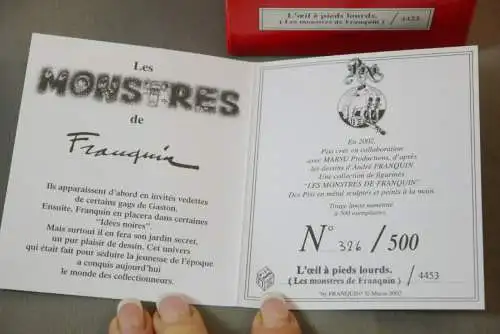 L'œil à pieds lourds.
(Les monstres de Franquin) / 4453
Les
MONSTRES
de
Franquin
Ils apparaissent d'abord en invités vedettes
de certains gags de Gaston.
Ensuite, Franquin en placera dans certaines
"Idées noires".
Mais surtout il en fera son jardin secret,
un pur plaisir de dessin. Cet univers
qui était fait pour séduire la jeunesse de l'époque
a conquis aujourd'hui
le monde des collectionneurs.
Pixi
En 2002,
Pixi crée en collaboration
avec MARSU Productions, d'après
les dessins d'André FRANQUIN
Une collection de figurines
"LES MONSTRES DE FRANQUIN"
Des Pixi en métal sculptés et peints à la main.
Tirage limité numéroté
à 500 exemplaires.
N° 326 / 500
L'œil à pieds lourds.
(Les monstres de Franquin) / 4453
"by FRANQUIN" © Marsu 2002